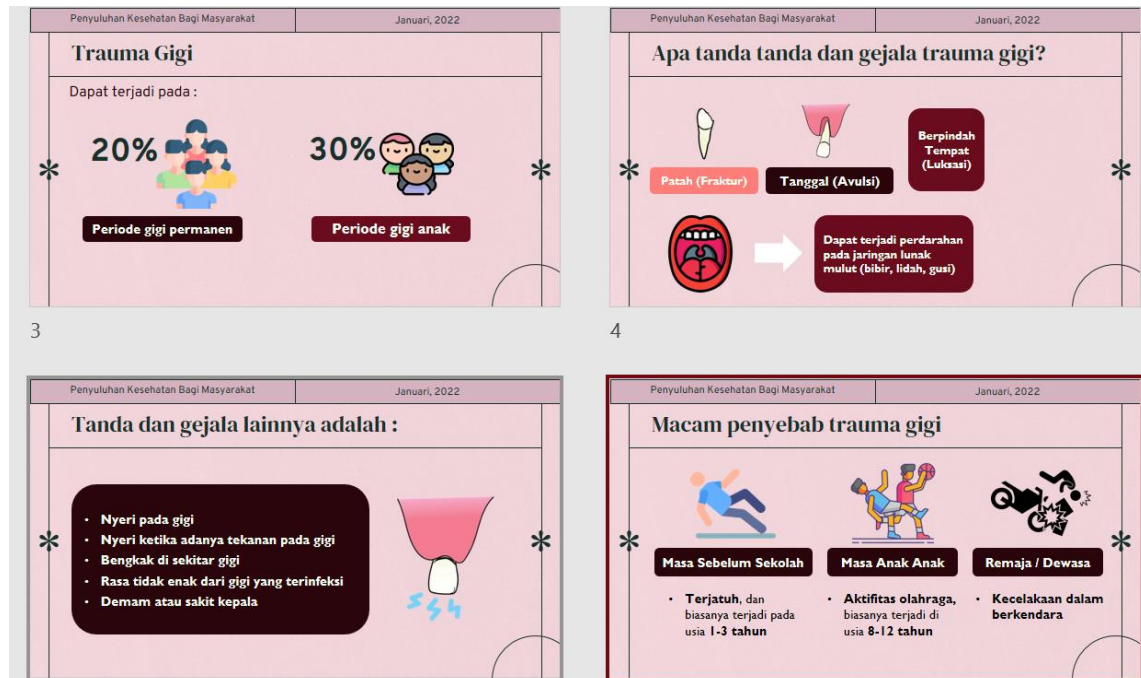 Penyuluhan Kesehatan Bagi Masyarakat
Januari, 2022
Trauma Gigi
Dapat terjadi pada :
20%
30%
Periode gigi permanen
Periode gigi anak
3
Penyuluhan Kesehatan Bagi Masyarakat
Januari, 2022
Apa tanda tanda dan gejala trauma gigi?
Patah (Fraktur)
Tanggal (Avulsi)
Berpindah
Tempat
(Luksasi)
Dapat terjadi perdarahan
pada jaringan lunak
mulut (bibir, lidah, gusi)
4
Penyuluhan Kesehatan Bagi Masyarakat
Januari, 2022
Tanda dan gejala lainnya adalah :
• Nyeri pada gigi
• Nyeri ketika adanya tekanan pada gigi
• Bengkak di sekitar gigi
• Rasa tidak enak dari gigi yang terinfeksi
• Demam atau sakit kepala
Penyuluhan Kesehatan Bagi Masyarakat
Januari, 2022
Macam penyebab trauma gigi
Masa Sebelum Sekolah
• Terjatuh, dan
biasanya terjadi pada
usia 1-3 tahun
Masa Anak Anak
• Aktifitas olahraga,
biasanya terjadi di
usia 8-12 tahun
Remaja / Dewasa
• Kecelakaan dalam
berkendara